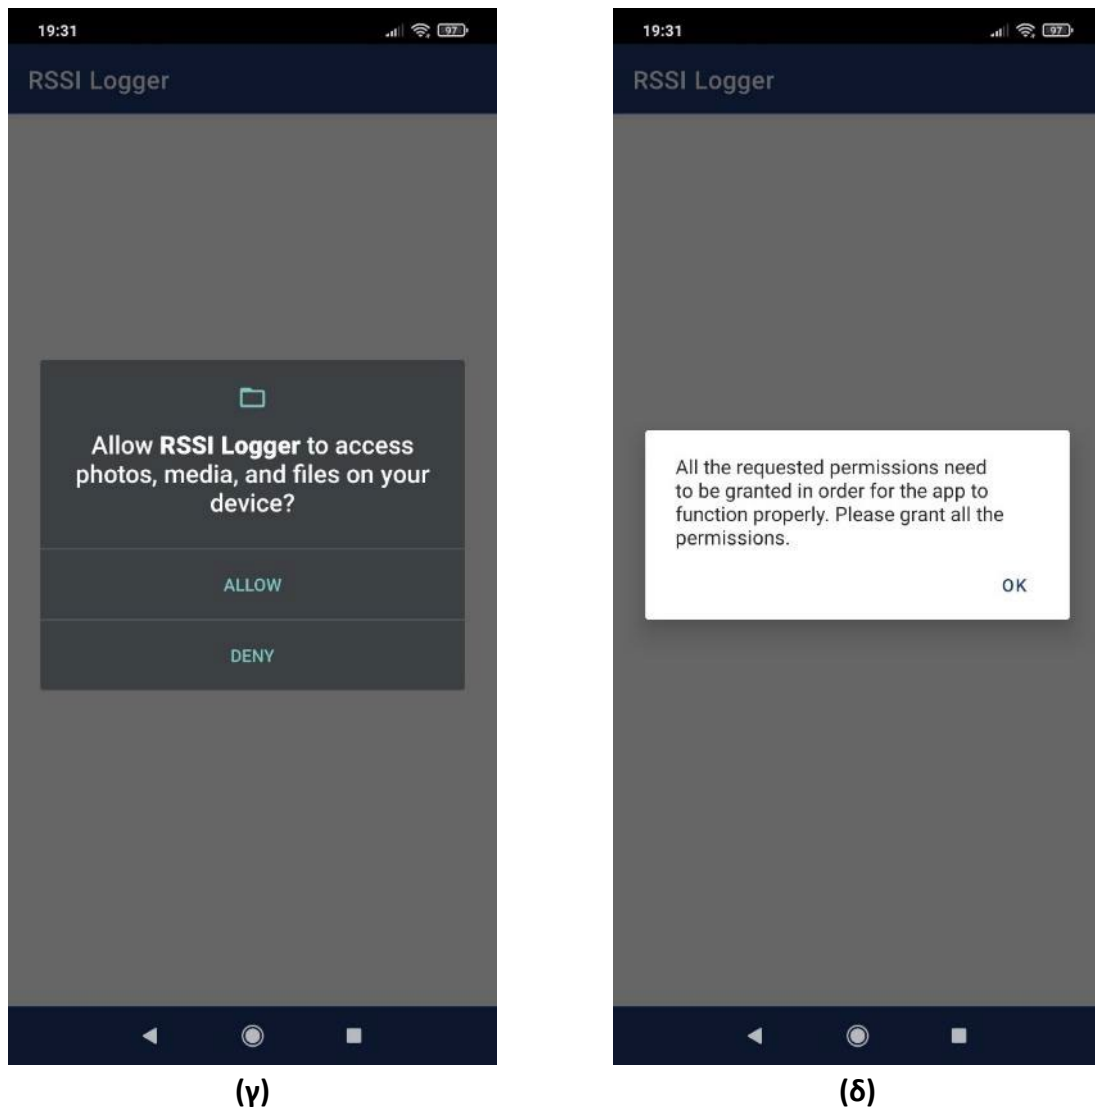 19:31
97
RSSI Logger
Allow RSSI Logger to access
photos, media, and files on your
device?
ALLOW
DENY
(γ)
19:31
97
RSSI Logger
All the requested permissions need
to be granted in order for the app to
function properly. Please grant all the
permissions.
OK
(δ)